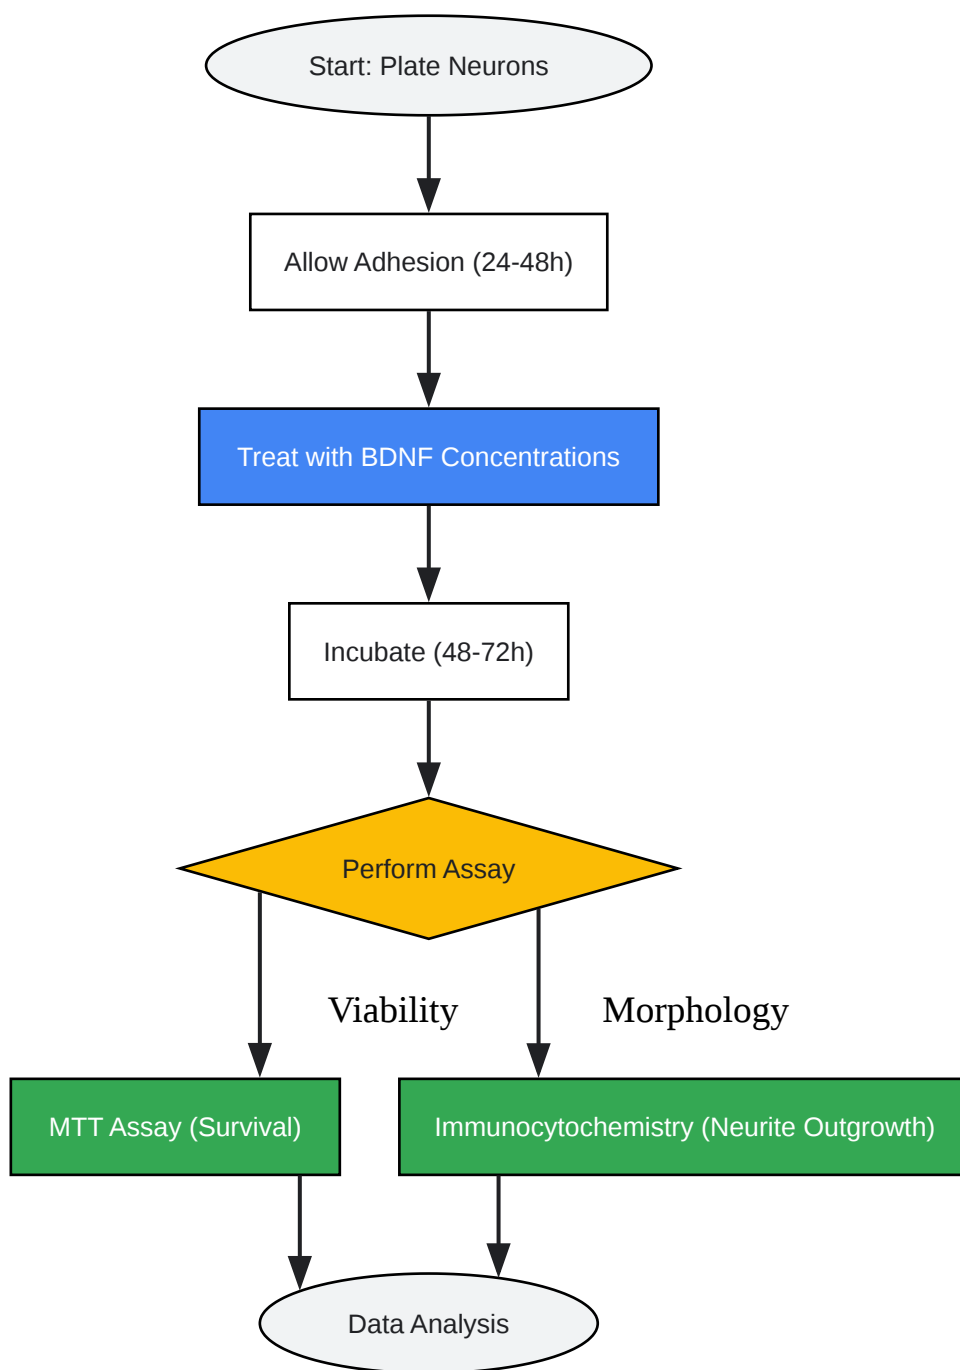 Start: Plate Neurons
Allow Adhesion (24-48h)
Treat with BDNF Concentrations
Incubate (48-72h)
Perform Assay
Viability
Morphology
MTT Assay (Survival)
Immunocytochemistry (Neurite Outgrowth)
Data Analysis